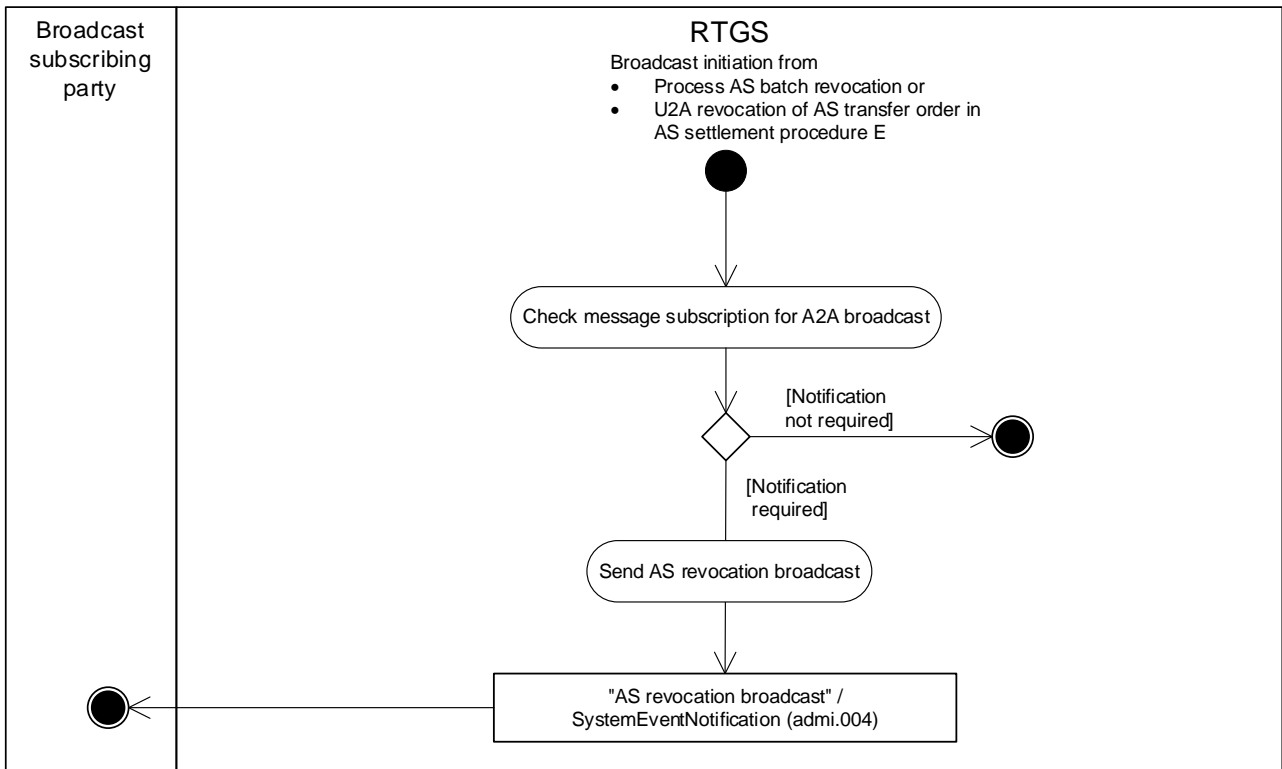 Broadcast
subscribing
party
RTGS
Broadcast initiation from
• Process AS batch revocation or
• U2A revocation of AS transfer order in
AS settlement procedure E
Check message subscription for A2A broadcast
[Notification
not required]
[Notification
required]
Send AS revocation broadcast
"AS revocation broadcast" /
SystemEventNotification (admi.004)